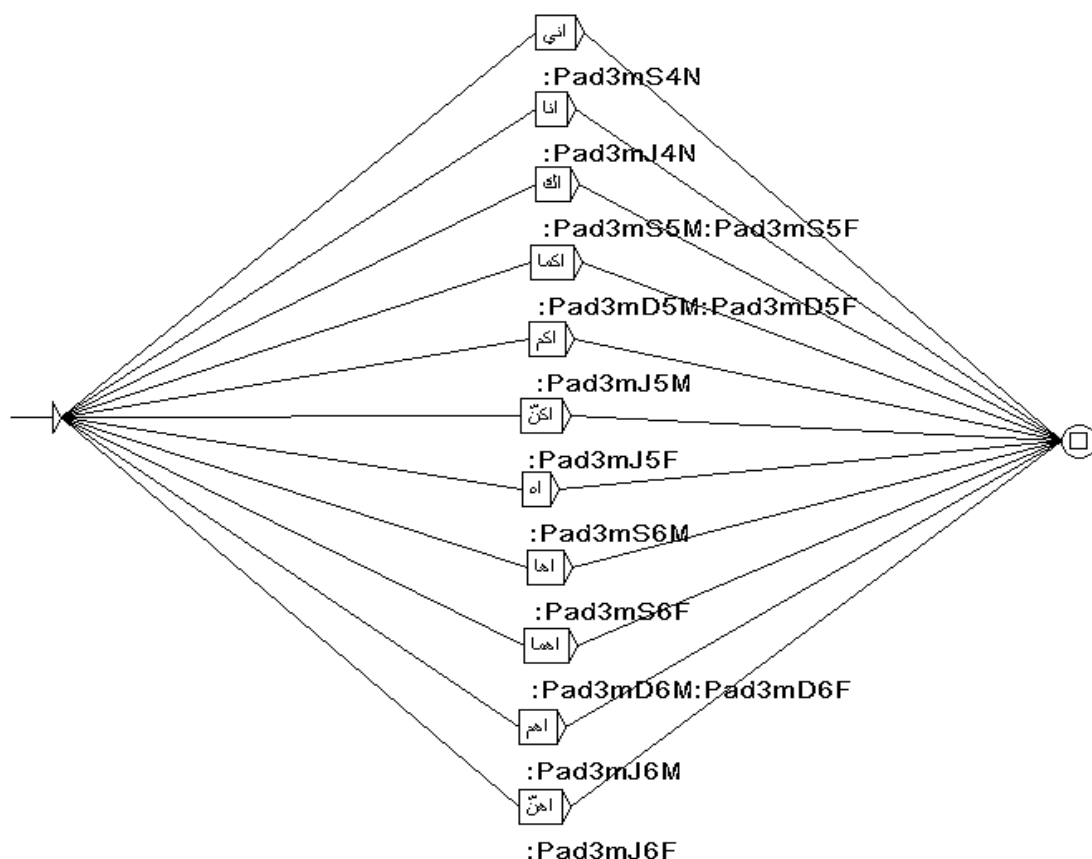 اني
:Pad3mS4N
انا
:Pad3mJ4N
اك
:Pad3mS5M:Pad3mS5F
اكما
:Pad3mD5M:Pad3mD5F
اكم
:Pad3mJ5M
اكنّ
:Pad3mJ5F
اه
:Pad3mS6M
اها
:Pad3mS6F
اهما
:Pad3mD6M:Pad3mD6F
اهم
:Pad3mJ6M
اهنّ
:Pad3mJ6F